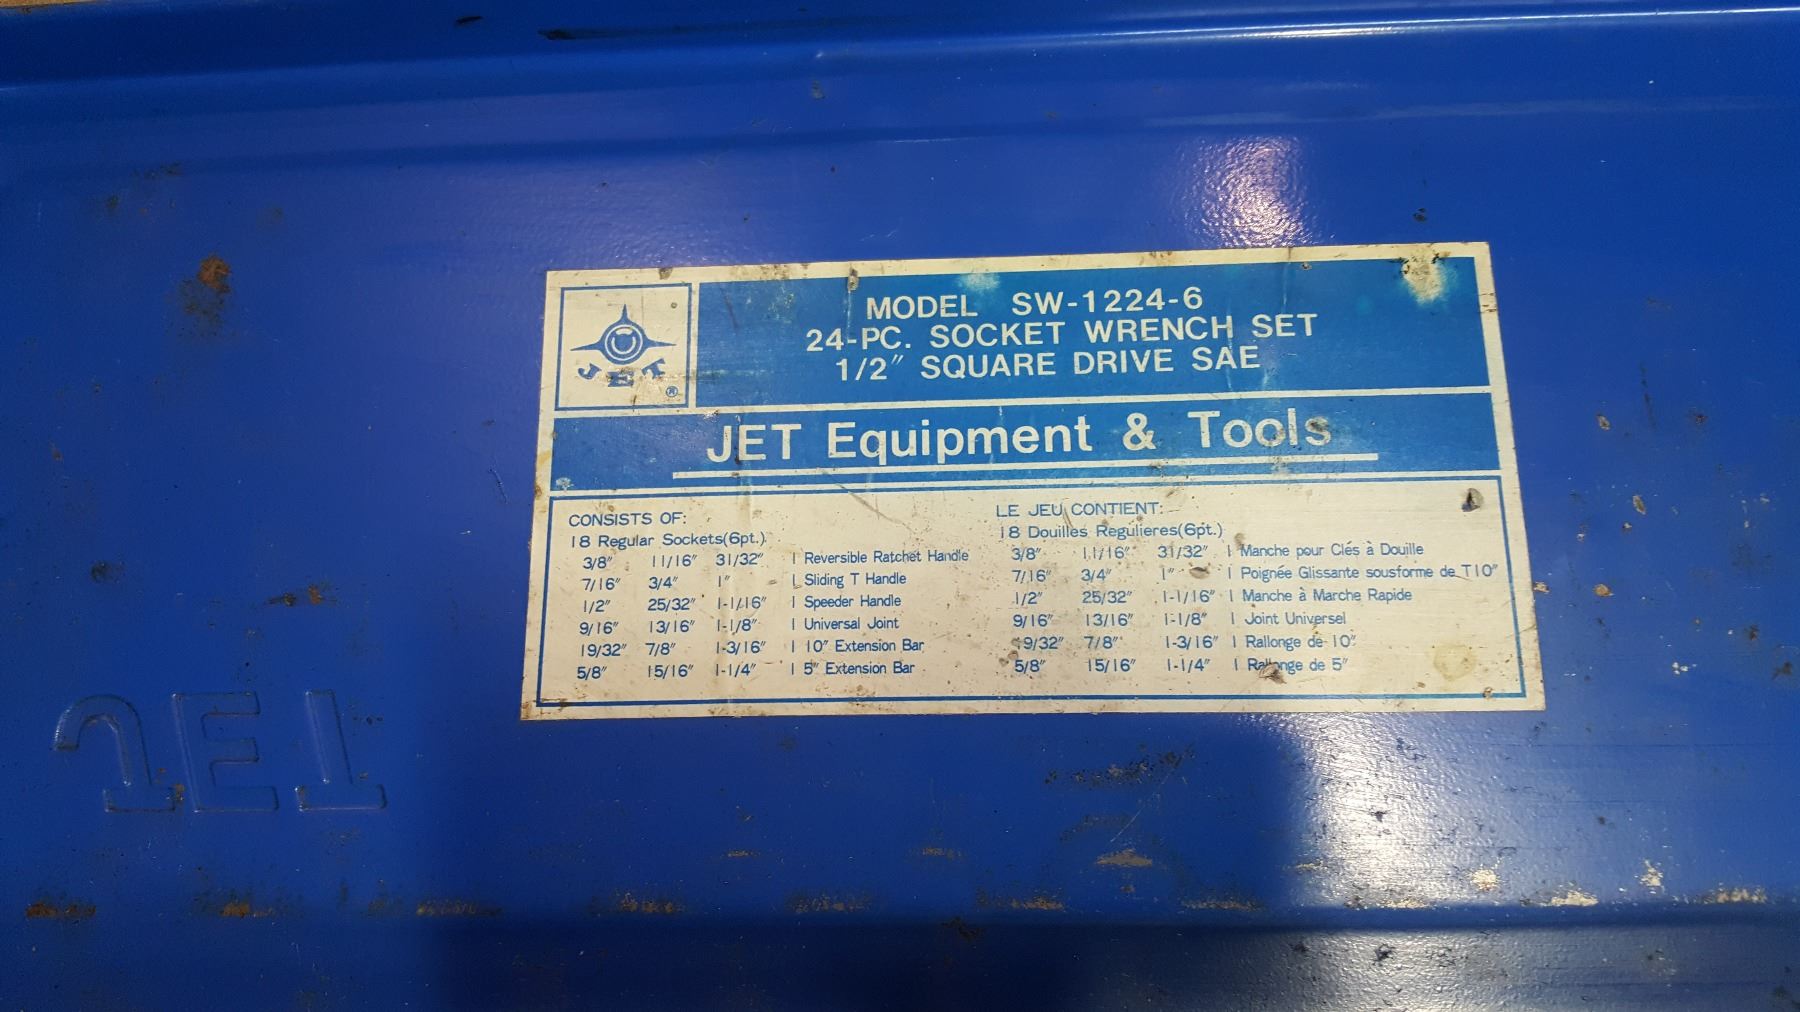 JET
®
MODEL SW-1224-6
24-PC. SOCKET WRENCH SET
1/2" SQUARE DRIVE SAE
JET Equipment & Tools
CONSISTS OF:
18 Regular Sockets(6pt.)
3/8" 11/16" 31/32" 1 Reversible Ratchet Handle
7/16" 3/4" 1" 1 Sliding T Handle
1/2" 25/32" 1-1/16" 1 Speeder Handle
9/16" 13/16" 1-1/8" 1 Universal Joint
19/32" 7/8" 1-3/16" 1 10" Extension Bar
5/8" 15/16" 1-1/4" 1 5" Extension Bar
LE JEU CONTIENT:
18 Douilles Regulieres(6pt.)
3/8" 11/16" 31/32" 1 Manche pour Clés à Douille
7/16" 3/4" 1" 1 Poignée Glissante sousforme de T10"
1/2" 25/32" 1-1/16" 1 Manche à Marche Rapide
9/16" 13/16" 1-1/8" 1 Joint Universel
19/32" 7/8" 1-3/16" 1 Rallonge de 10"
5/8" 15/16" 1-1/4" 1 Rallonge de 5"
JET